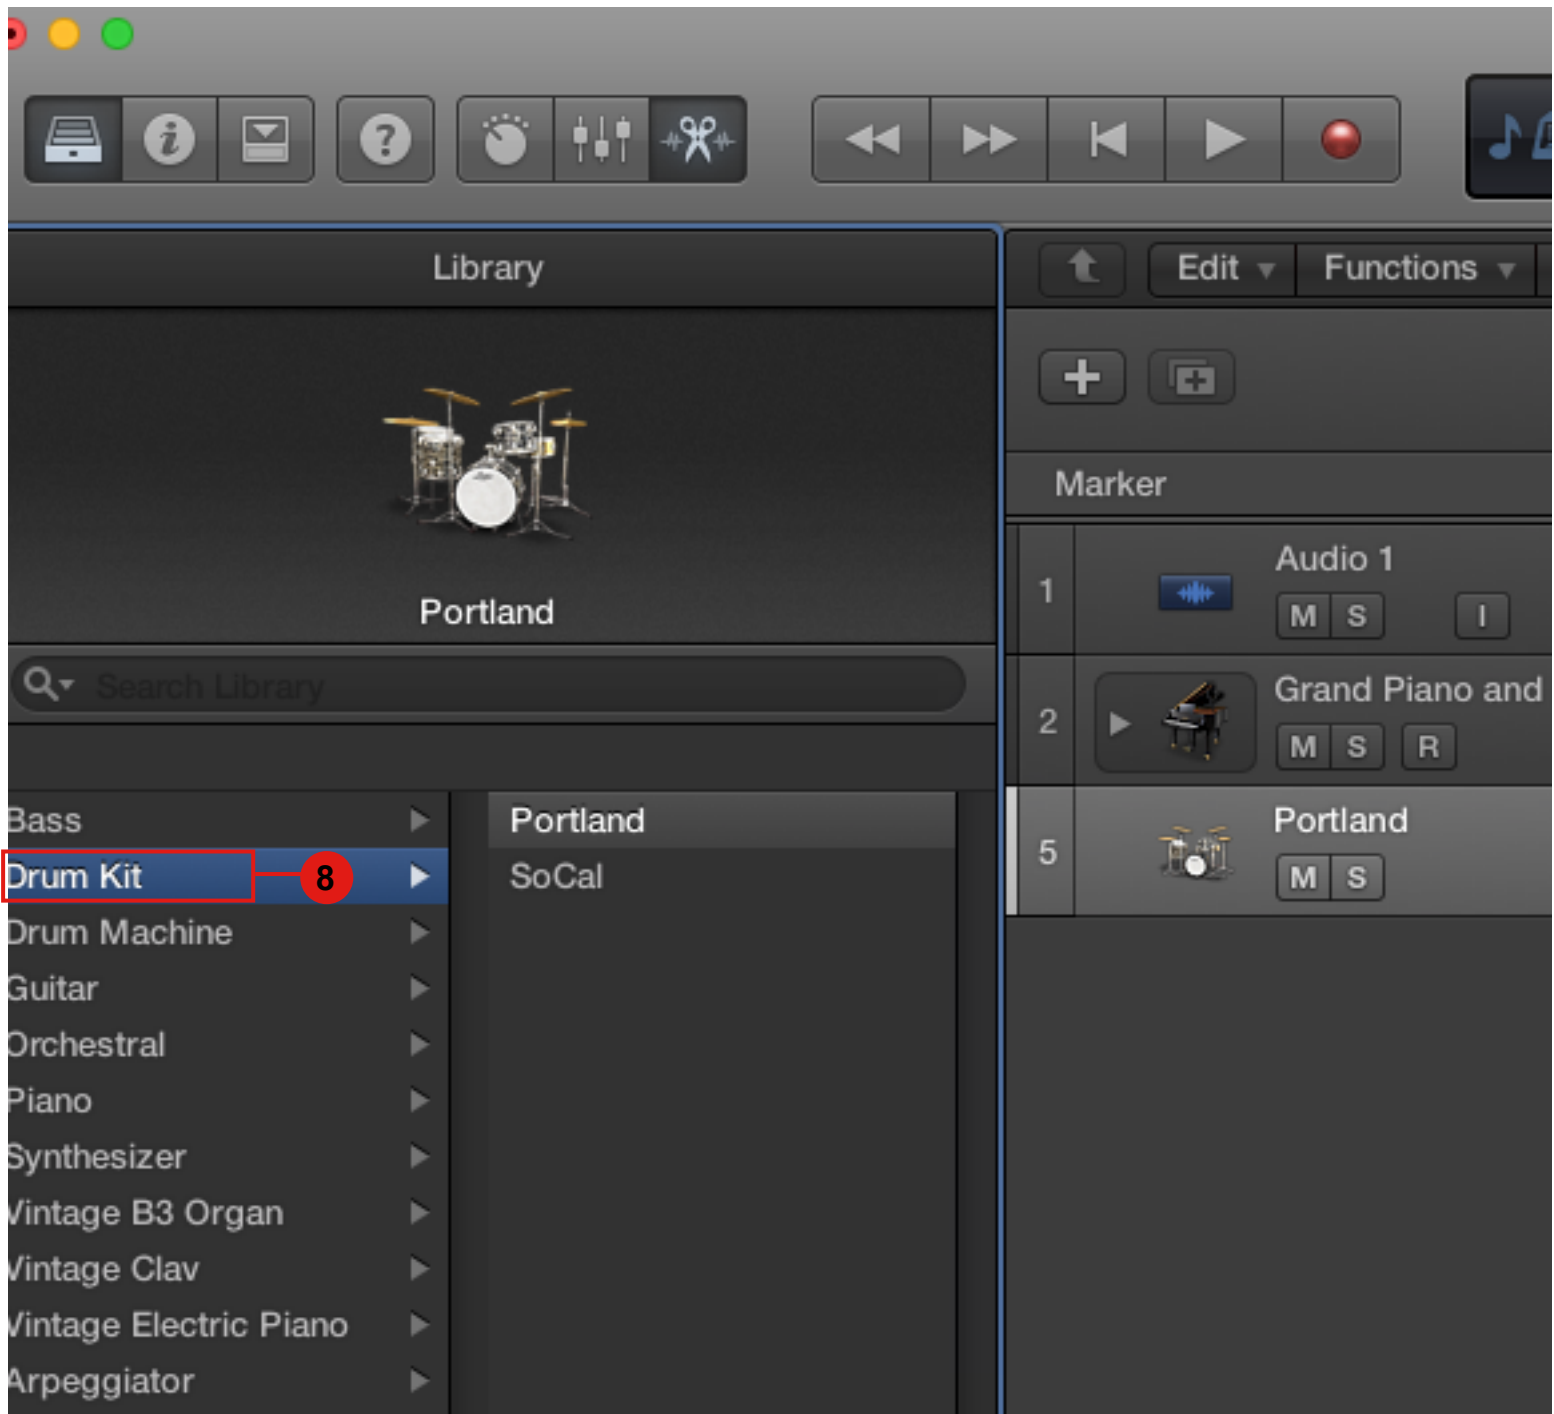 Library
Edit Functions
Portland
Marker
Search Library
1 Audio 1
M S I
2 Grand Piano and
M S R
5 Portland
M S
Bass
Drum Kit 8
Drum Machine
Guitar
Orchestral
Piano
Synthesizer
Vintage B3 Organ
Vintage Clav
Vintage Electric Piano
Arpeggiator
Portland
SoCal